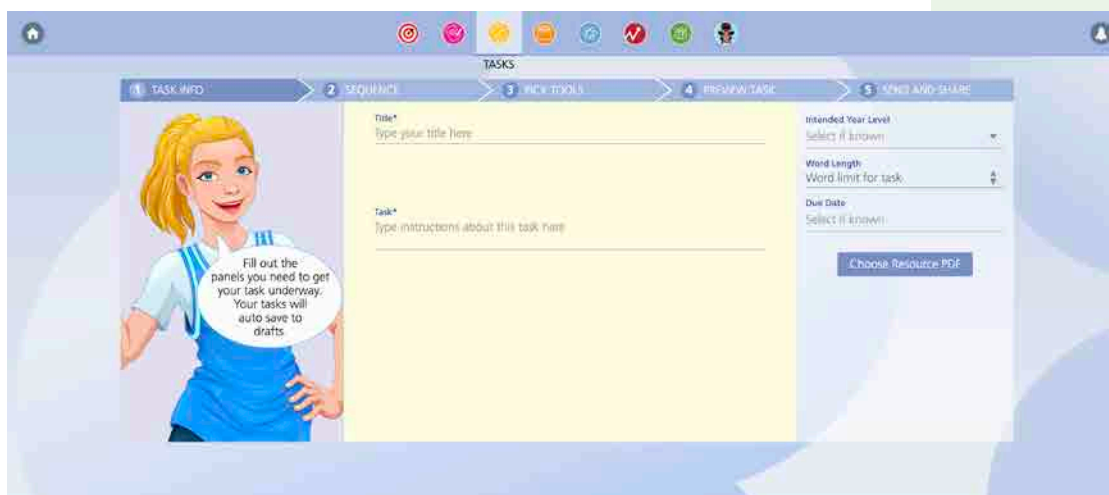 TASKS
1 TASK INFO
2 SEQUENCE
3 PICK TOOLS
4 PREVIEW TASK
5 SEND AND SHARE
Fill out the
panels you need to get
your task underway.
Your tasks will
auto save to
drafts
Title*
Type your title here
Task*
Type instructions about this task here
Intended Year Level
Select if known
Word Length
Word limit for task
Due Date
Select if known
Choose Resource PDF